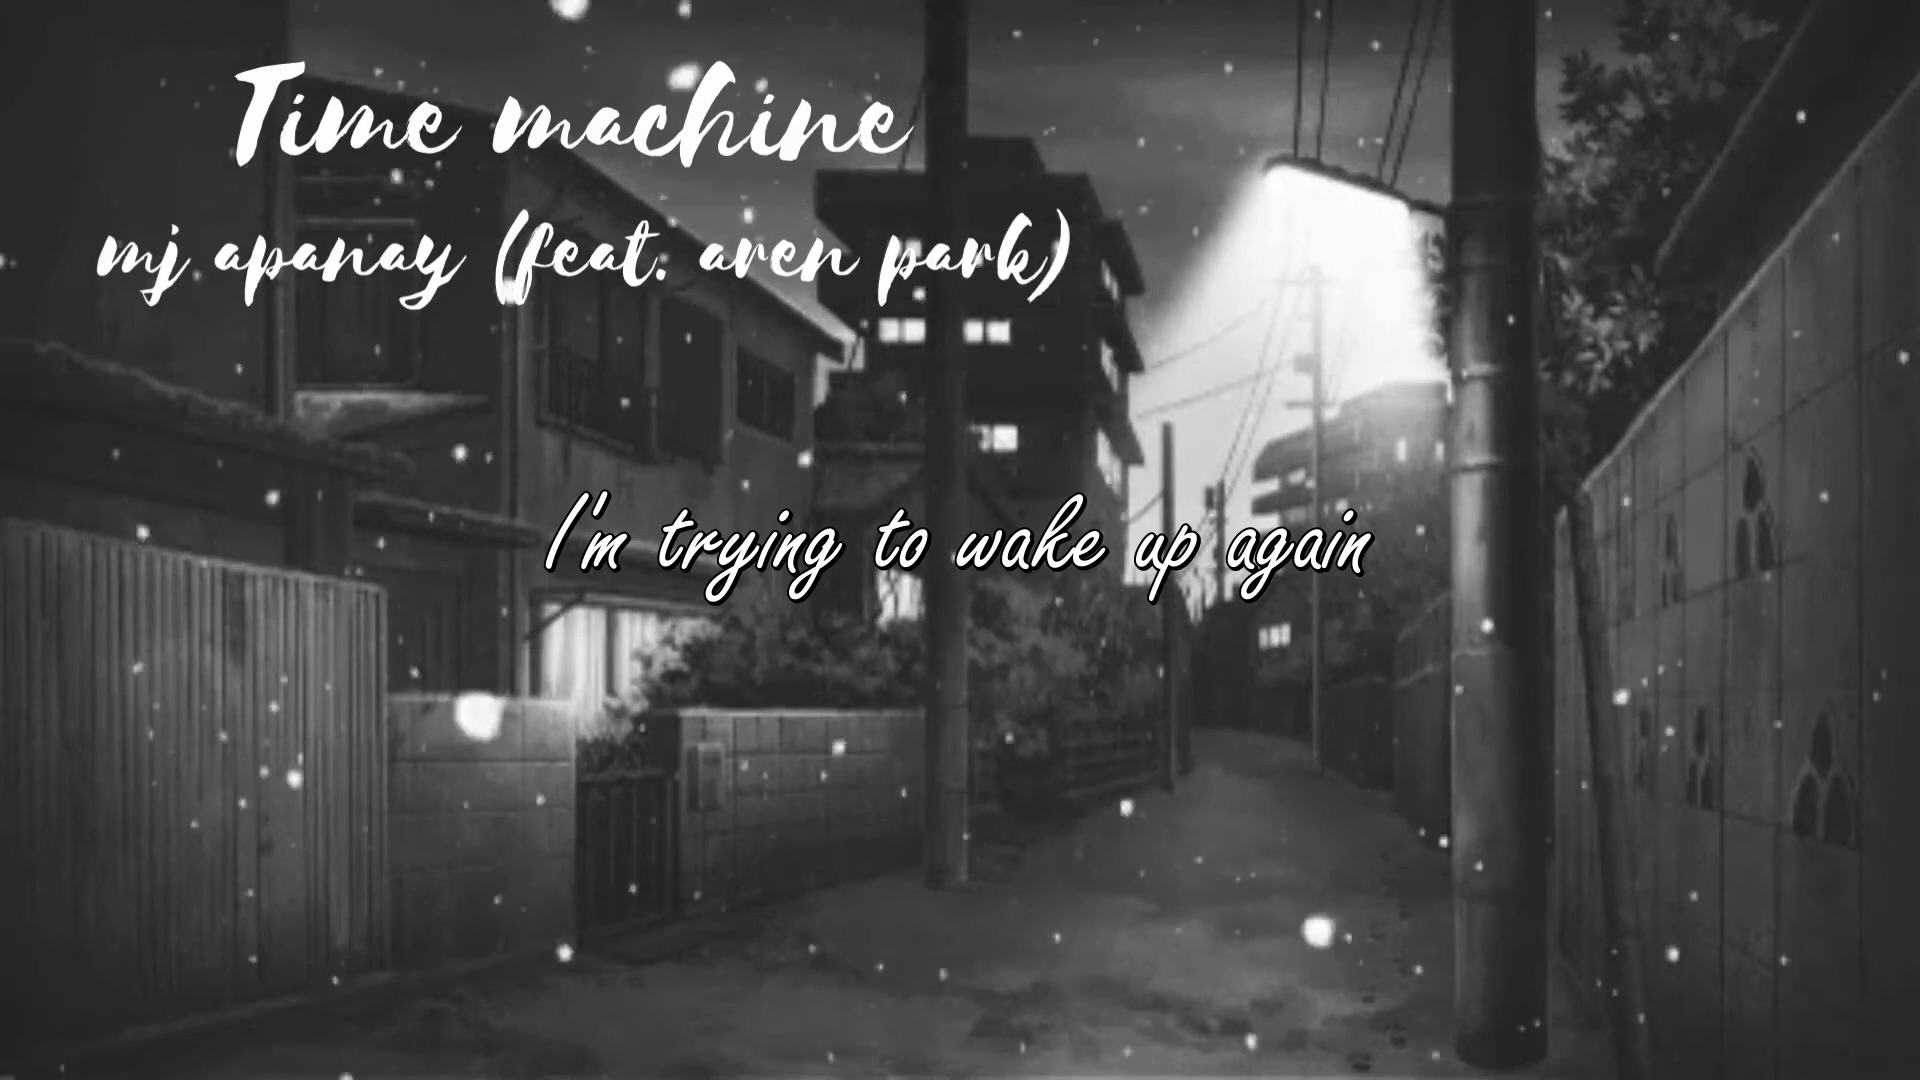 Time machine
mj apanay (feat. aren park)
I'm trying to wake up again